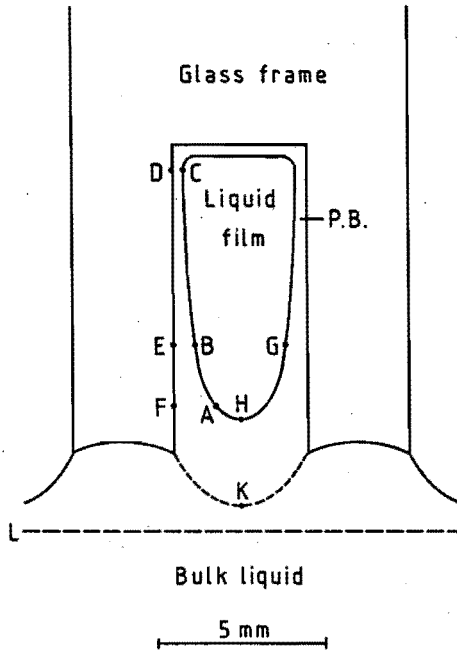 Glass frame
D C
Liquid
film
P.B.
E B G
F A H
K
L
Bulk liquid
5 mm